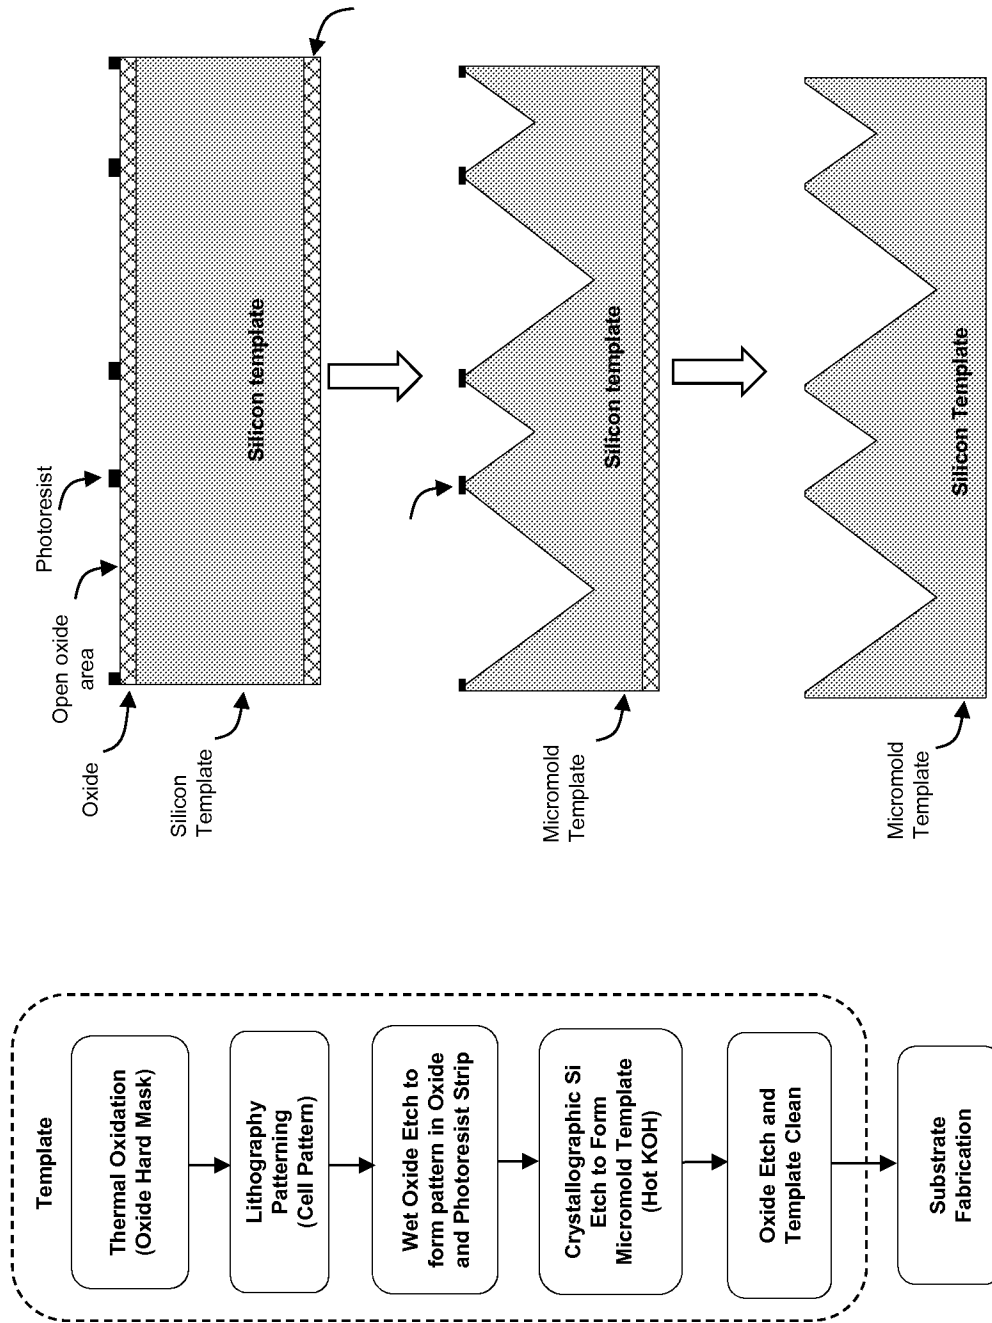 Template
Thermal Oxidation
(Oxide Hard Mask)
Lithography
Patterning
(Cell Pattern)
Wet Oxide Etch to
form pattern in Oxide
and Photoresist Strip
Crystallographic Si
Etch to Form
Micromold Template
(Hot KOH)
Oxide Etch and
Template Clean
Substrate
Fabrication
Photoresist
Open oxide
area
Oxide
Silicon
Template
Silicon template
Micromold
Template
Silicon template
Micromold
Template
Silicon Template